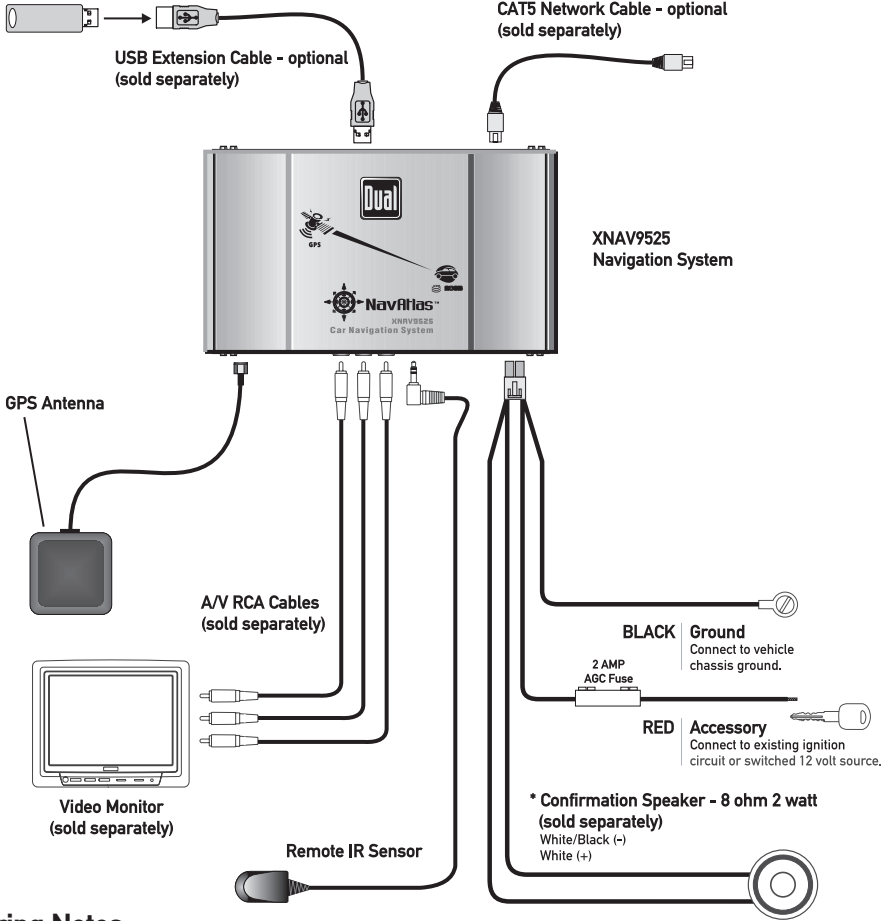 CAT5 Network Cable - optional
(sold separately)
USB Extension Cable - optional
(sold separately)
Dual
GPS
XNAV9525
Navigation System
NavAtlas™
XNAV9525
Car Navigation System
GPS Antenna
A/V RCA Cables
(sold separately)
BLACK Ground
Connect to vehicle
chassis ground.
2 AMP
AGC Fuse
RED Accessory
Connect to existing ignition
circuit or switched 12 volt source.
Video Monitor
(sold separately)
* Confirmation Speaker - 8 ohm 2 watt
(sold separately)
White/Black (-)
White (+)
Remote IR Sensor
Notes